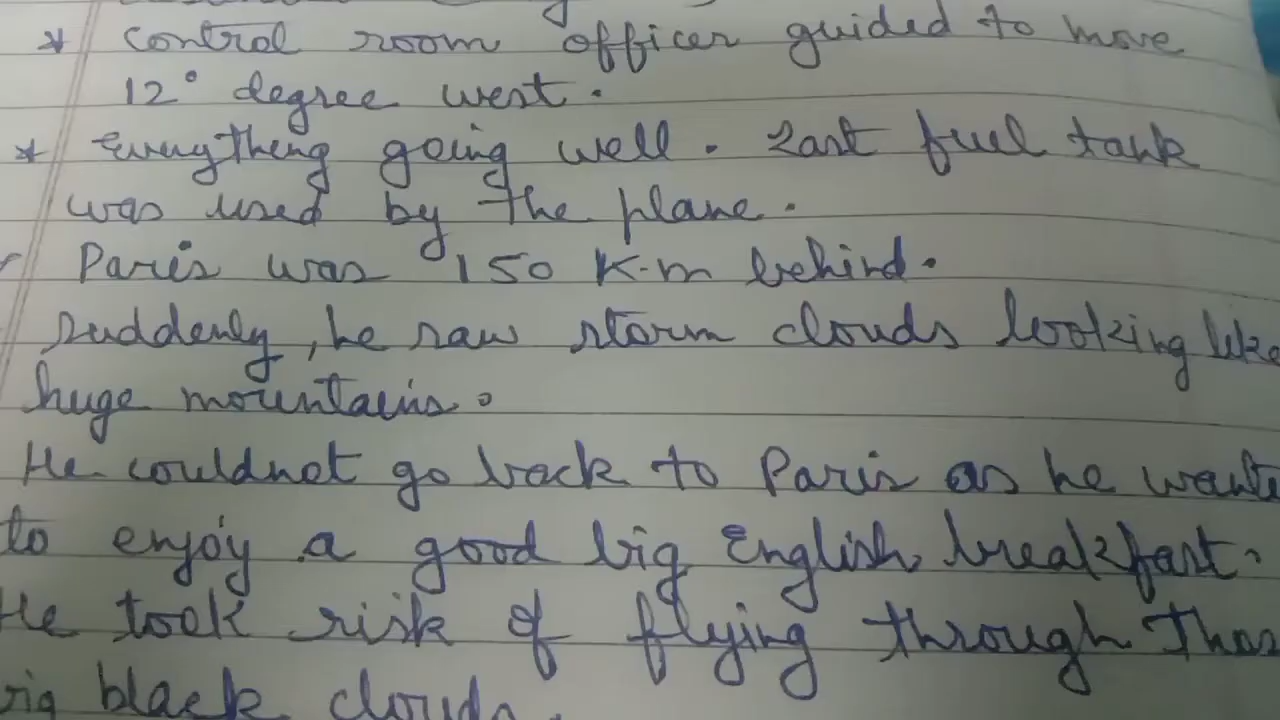 * control room officer guided to move
12° degree west.
* Everything going well. Last fuel tank
was used by the plane.
Paris was 150 K.m behind.
Suddenly, he saw storm clouds looking like
huge mountains.
He couldnot go back to Paris as he wante
to enjoy a good big English breakfast.
He took risk of flying through thos
big black clouds.